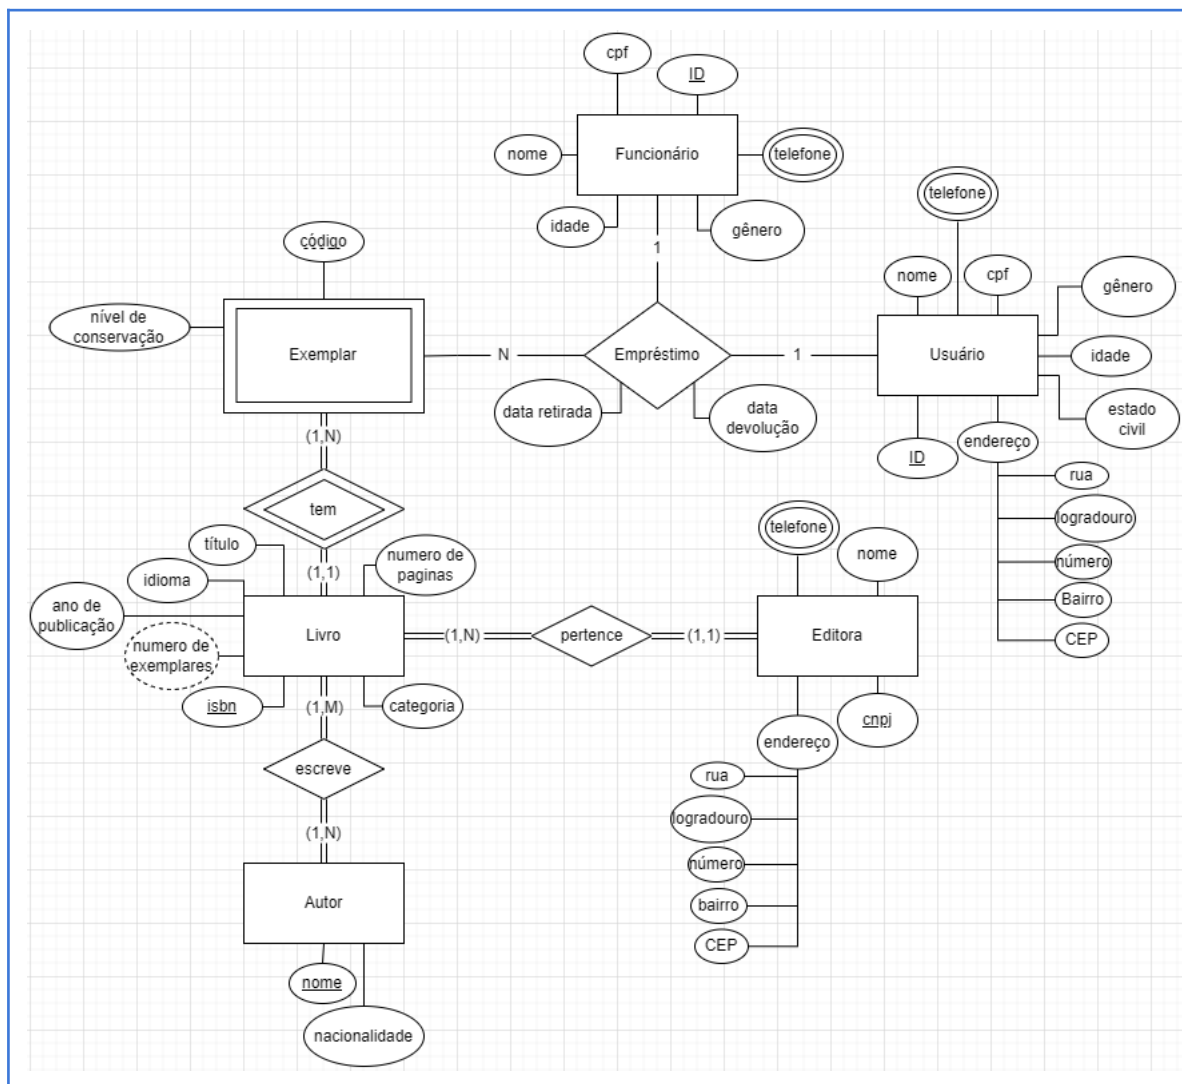 cpf
ID
nome
Funcionário
telefone
idade
gênero
1
telefone
código
nome
cpf
gênero
nível de
conservação
Exemplar
N
Empréstimo
1
Usuário
idade
data retirada
data
devolução
estado
civil
ID
endereço
(1,N)
rua
tem
logradouro
telefone
nome
título
numero de
paginas
número
idioma
(1,1)
Bairro
ano de
publicação
Livro
(1,N)
pertence
(1,1)
Editora
CEP
numero de
exemplares
isbn
(1,M)
categoria
cnpj
endereço
escreve
rua
logradouro
(1,N)
número
Autor
bairro
CEP
nome
nacionalidade